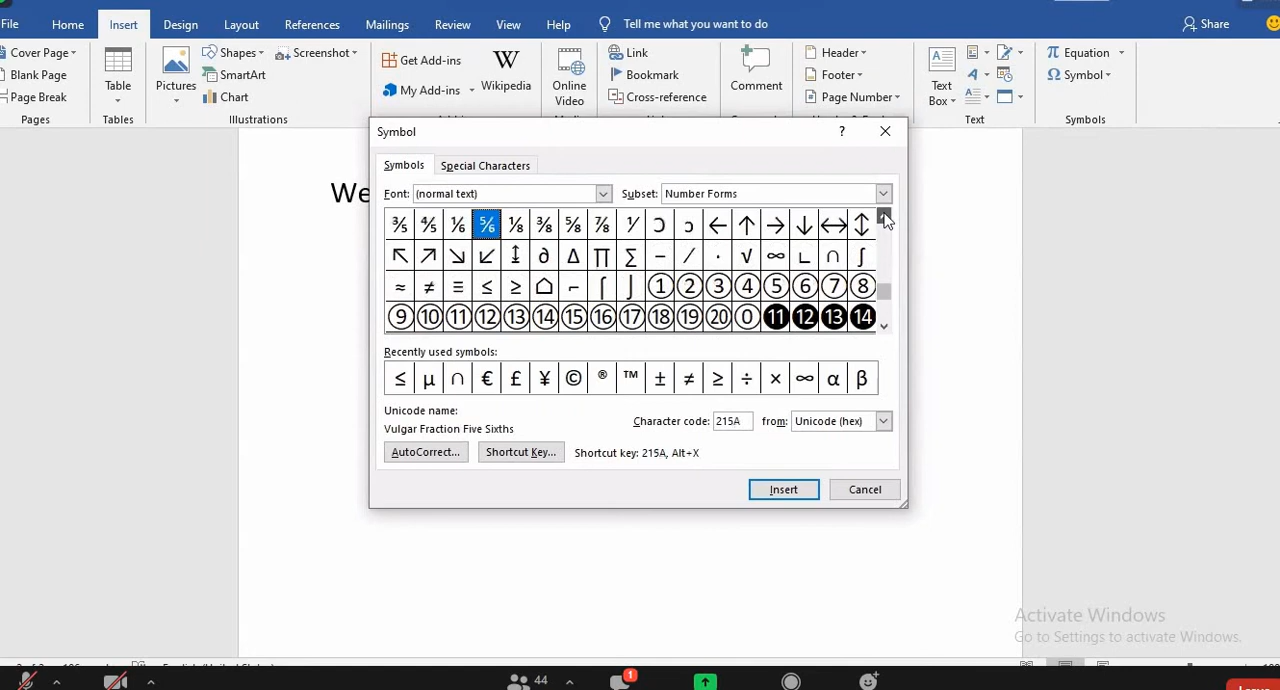 File Home Insert Design Layout References Mailings Review View Help Tell me what you want to do Share
Cover Page
Blank Page
Page Break
Pages
Table
Tables
Pictures
Shapes
SmartArt
Chart
Screenshot
Illustrations
Get Add-ins
My Add-ins
Wikipedia
Online
Video
Link
Bookmark
Cross-reference
Comment
Header
Footer
Page Number
Text
Box
Text
Equation
Symbol
Symbols
We
Symbol ?
Symbols Special Characters
Font: (normal text) Subset: Number Forms
⅗ ⅘ ⅙ ⅚ ⅛ ⅜ ⅝ ⅞ ⅟ Ↄ ↄ ← ↑ → ↓ ↔ ↕
↖ ↗ ↘ ↙ ↨ ∂ ∆ ∏ ∑ − ∕ ∙ √ ∞ ∟ ∩ ∫
≈ ≠ ≡ ≤ ≥ ⌂ ⌐ ⌠ ⌡ ① ② ③ ④ ⑤ ⑥ ⑦ ⑧
⑨ ⑩ ⑪ ⑫ ⑬ ⑭ ⑮ ⑯ ⑰ ⑱ ⑲ ⑳ ⓪ ⓫ ⓬ ⓭ ⓮
Recently used symbols:
≤ µ ∩ € £ ¥ © ® ™ ± ≠ ≥ ÷ × ∞ α β
Unicode name:
Vulgar Fraction Five Sixths
Character code: 215A from: Unicode (hex)
AutoCorrect... Shortcut Key... Shortcut key: 215A, Alt+X
Insert Cancel
Activate Windows
Go to Settings to activate Windows.
44 1